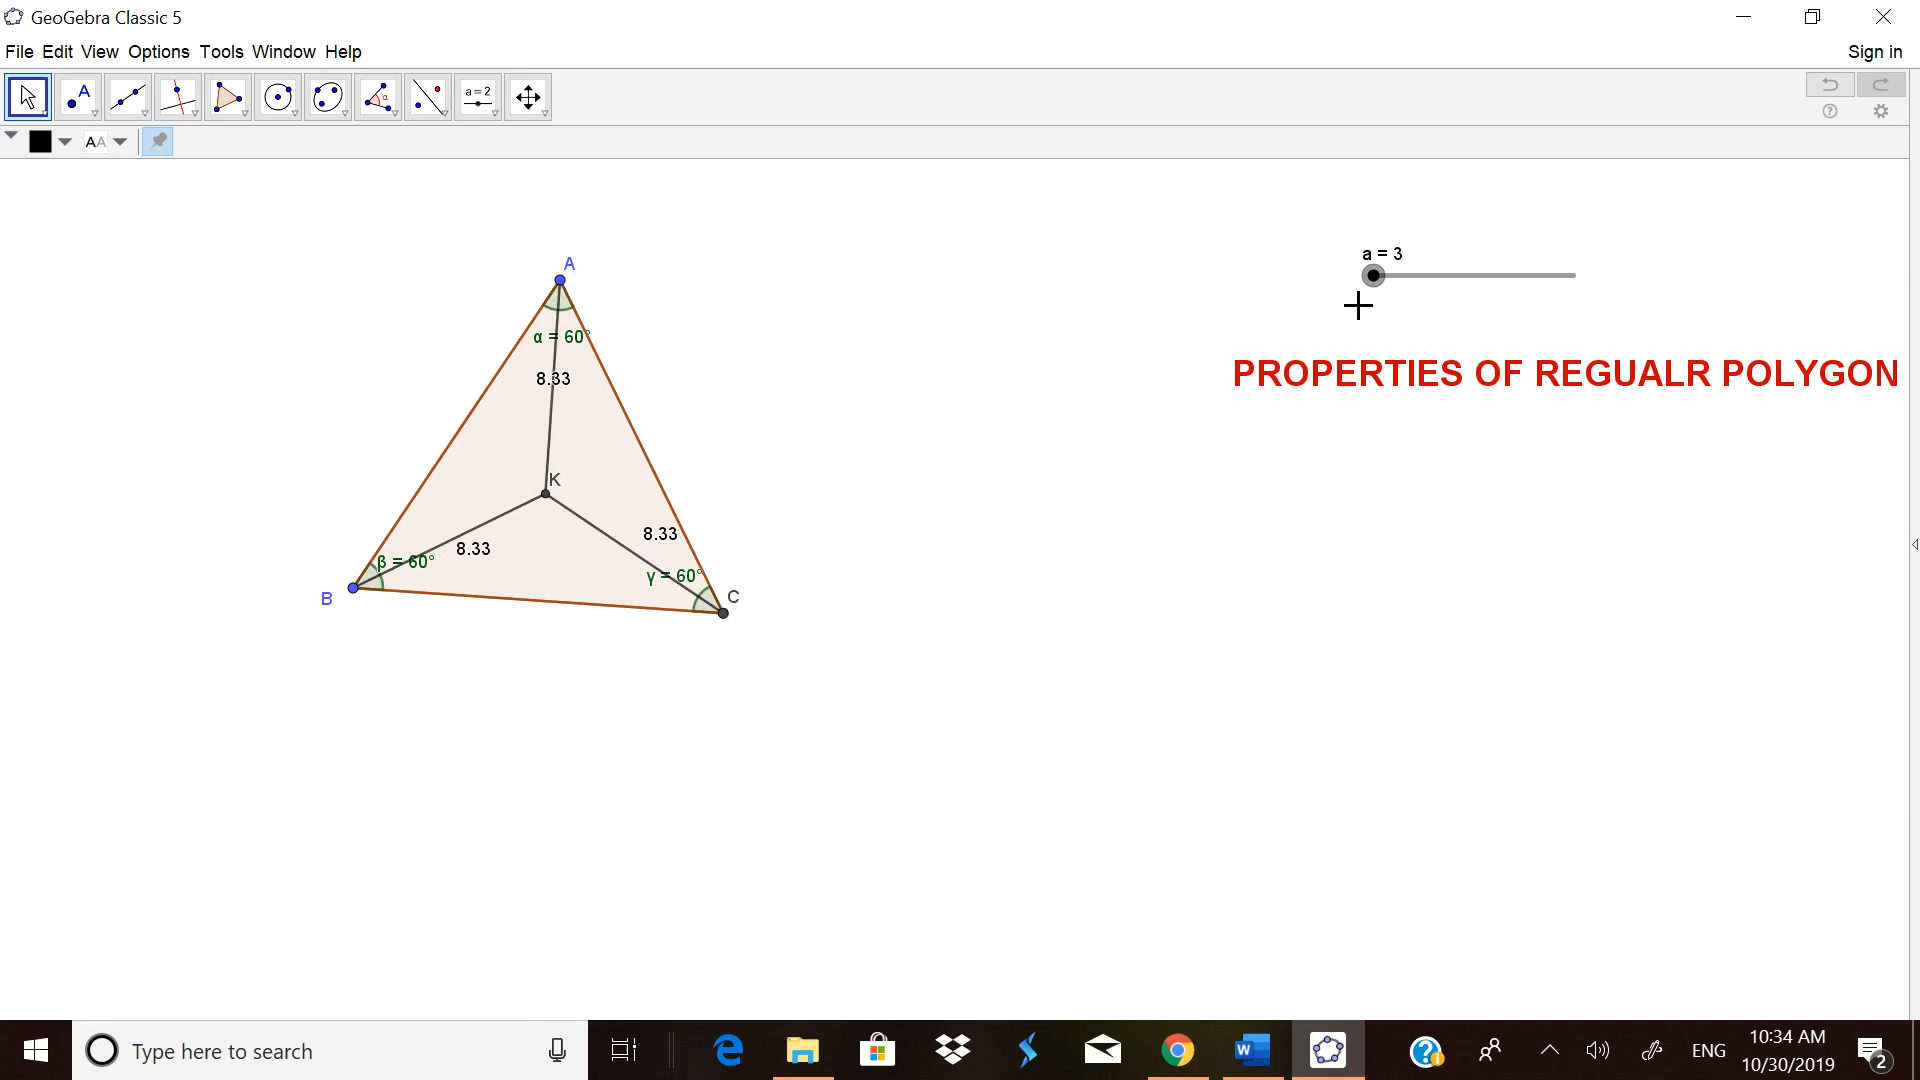 GeoGebra Classic 5
File Edit View Options Tools Window Help
Sign in
A
a = 2
AA
a = 3
A
α = 60°
8.33
PROPERTIES OF REGUALR POLYGON
K
8.33
8.33
β = 60°
γ = 60°
B
C
Type here to search
ENG
10:34 AM
10/30/2019
2